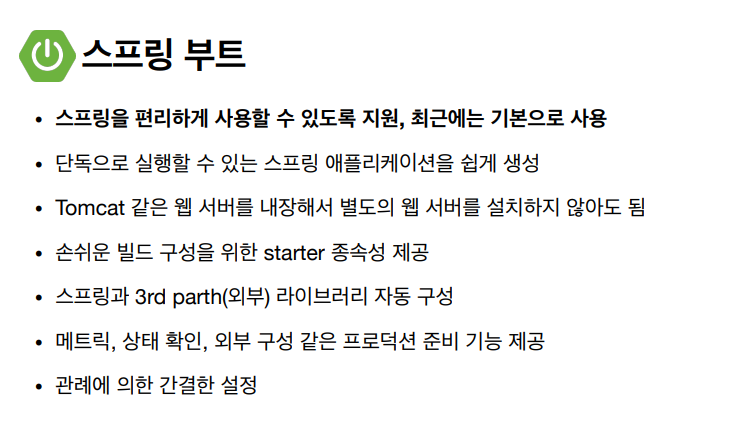 스프링 부트
• 스프링을 편리하게 사용할 수 있도록 지원, 최근에는 기본으로 사용
• 단독으로 실행할 수 있는 스프링 애플리케이션을 쉽게 생성
• Tomcat 같은 웹 서버를 내장해서 별도의 웹 서버를 설치하지 않아도 됨
• 손쉬운 빌드 구성을 위한 starter 종속성 제공
• 스프링과 3rd parth(외부) 라이브러리 자동 구성
• 메트릭, 상태 확인, 외부 구성 같은 프로덕션 준비 기능 제공
• 관례에 의한 간결한 설정